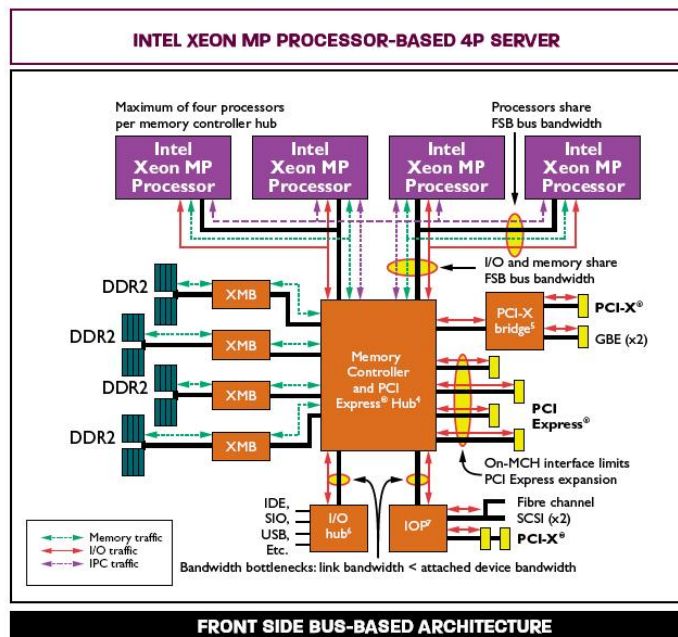 INTEL XEON MP PROCESSOR-BASED 4P SERVER
Maximum of four processors
per memory controller hub
Processors share
FSB bus bandwidth
Intel
Xeon MP
Processor
Intel
Xeon MP
Processor
Intel
Xeon MP
Processor
Intel
Xeon MP
Processor
I/O and memory share
FSB bus bandwidth
DDR2
XMB
DDR2
XMB
DDR2
XMB
DDR2
XMB
Memory
Controller
and PCI
Express® Hub⁴
PCI-X
bridge⁵
PCI-X®
GBE (x2)
PCI
Express®
On-MCH interface limits
PCI Express expansion
IDE,
SIO,
USB,
Etc.
I/O
hub⁶
IOP⁷
Fibre channel
SCSI (x2)
PCI-X®
Memory traffic
I/O traffic
IPC traffic
Bandwidth bottlenecks: link bandwidth < attached device bandwidth
FRONT SIDE BUS-BASED ARCHITECTURE